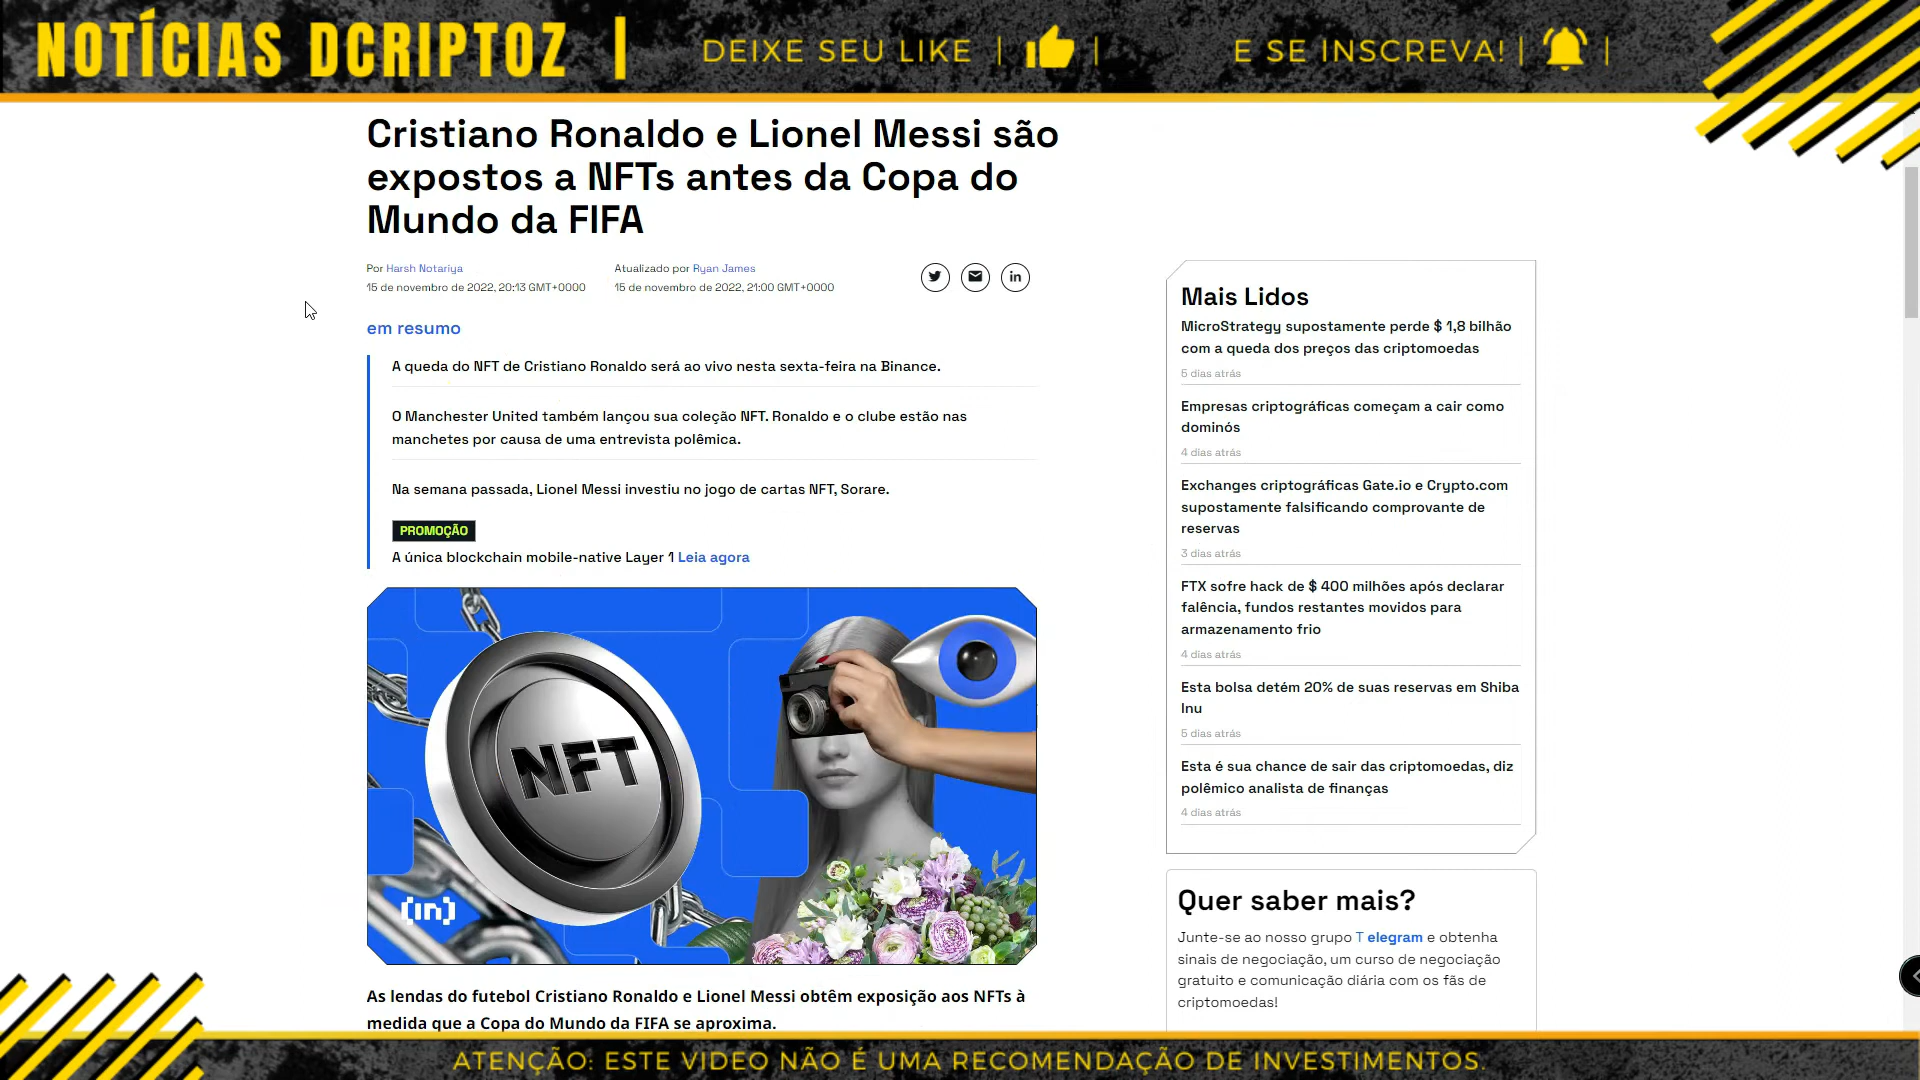 NOTÍCIAS DCRIPTOZ |
DEIXE SEU LIKE | |
E SE INSCREVA! | |
Cristiano Ronaldo e Lionel Messi são
expostos a NFTs antes da Copa do
Mundo da FIFA
Por Harsh Notariya
15 de novembro de 2022, 20:13 GMT+0000
Atualizado por Ryan James
15 de novembro de 2022, 21:00 GMT+0000
in
em resumo
A queda do NFT de Cristiano Ronaldo será ao vivo nesta sexta-feira na Binance.
O Manchester United também lançou sua coleção NFT. Ronaldo e o clube estão nas
manchetes por causa de uma entrevista polêmica.
Na semana passada, Lionel Messi investiu no jogo de cartas NFT, Sorare.
PROMOÇÃO
A única blockchain mobile-native Layer 1 Leia agora
NFT
(in)
As lendas do futebol Cristiano Ronaldo e Lionel Messi obtêm exposição aos NFTs à
medida que a Copa do Mundo da FIFA se aproxima.
Mais Lidos
MicroStrategy supostamente perde $ 1,8 bilhão
com a queda dos preços das criptomoedas
5 dias atrás
Empresas criptográficas começam a cair como
dominós
4 dias atrás
Exchanges criptográficas Gate.io e Crypto.com
supostamente falsificando comprovante de
reservas
3 dias atrás
FTX sofre hack de $ 400 milhões após declarar
falência, fundos restantes movidos para
armazenamento frio
4 dias atrás
Esta bolsa detém 20% de suas reservas em Shiba
Inu
5 dias atrás
Esta é sua chance de sair das criptomoedas, diz
polêmico analista de finanças
4 dias atrás
Quer saber mais?
Junte-se ao nosso grupo T elegram e obtenha
sinais de negociação, um curso de negociação
gratuito e comunicação diária com os fãs de
criptomoedas!
ATENÇÃO: ESTE VIDEO NÃO É UMA RECOMENDAÇÃO DE INVESTIMENTOS.